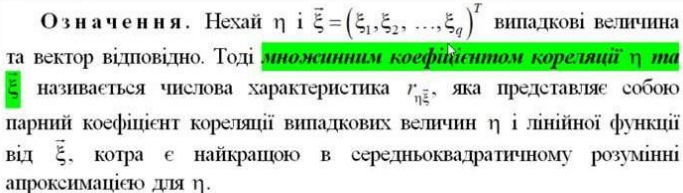 Означення. Нехай η і ξ⃗ = (ξ₁, ξ₂, …, ξ_q)ᵀ випадкові величина
та вектор відповідно. Тоді множинним коефіцієнтом кореляції η та
ξ⃗ називається числова характеристика r_ηξ⃗, яка представляє собою
парний коефіцієнт кореляції випадкових величин η і лінійної функції
від ξ⃗, котра є найкращою в середньоквадратичному розумінні
апроксимацією для η.